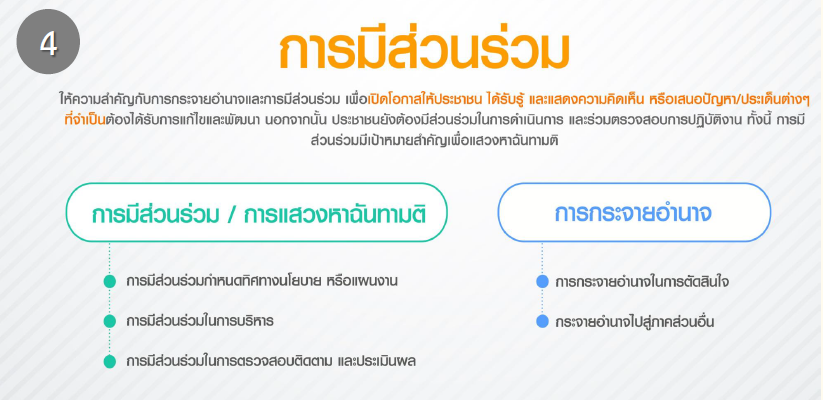 4
การมีส่วนร่วม
ให้ความสำคัญกับการกระจายอำนาจและการมีส่วนร่วม เพื่อเปิดโอกาสให้ประชาชน ได้รับรู้ และแสดงความคิดเห็น หรือเสนอปัญหา/ประเด็นต่างๆ
ที่จำเป็นต้องได้รับการแก้ไขและพัฒนา นอกจากนั้น ประชาชนยังต้องมีส่วนร่วมในการดำเนินการ และร่วมตรวจสอบการปฏิบัติงาน ทั้งนี้ การมี
ส่วนร่วมมีเป้าหมายสำคัญเพื่อแสวงหาฉันทามติ
การมีส่วนร่วม / การแสวงหาฉันทามติ
การมีส่วนร่วมกำหนดทิศทางนโยบาย หรือแผนงาน
การมีส่วนร่วมในการบริหาร
การมีส่วนร่วมในการตรวจสอบติดตาม และประเมินผล
การกระจายอำนาจ
การกระจายอำนาจในการตัดสินใจ
กระจายอำนาจไปสู่ภาคส่วนอื่น